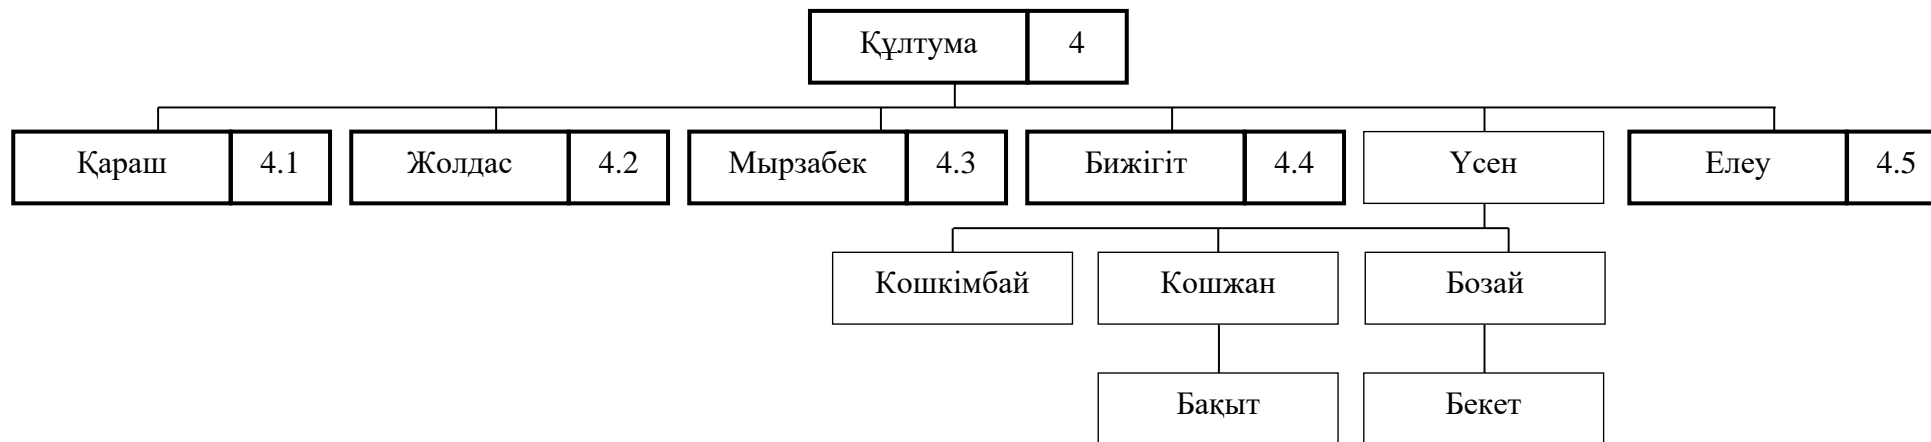 Құлтума 4
Қараш 4.1 Жолдас 4.2 Мырзабек 4.3 Бижігіт 4.4 Үсен Елеу 4.5
Кошкімбай Кошжан Бозай
Бақыт Бекет